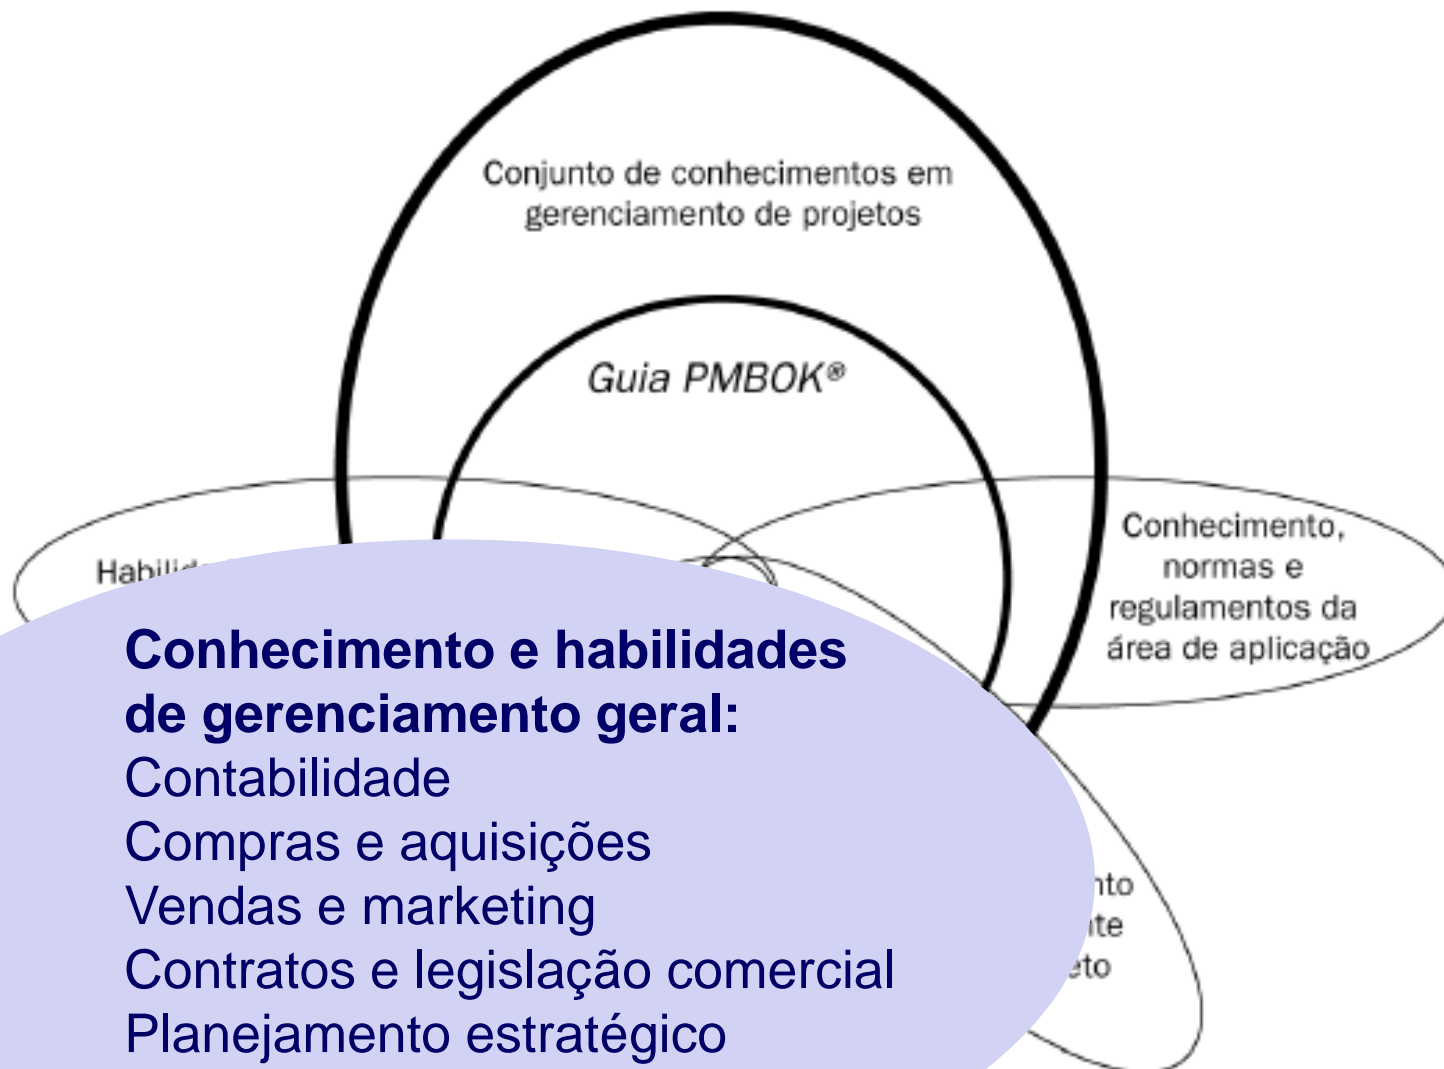 Conjunto de conhecimentos em
gerenciamento de projetos
Guia PMBOK®
Conhecimento,
normas e
regulamentos da
área de aplicação
Conhecimento e habilidades
de gerenciamento geral:
Contabilidade
Compras e aquisições
Vendas e marketing
Contratos e legislação comercial
Planejamento estratégico